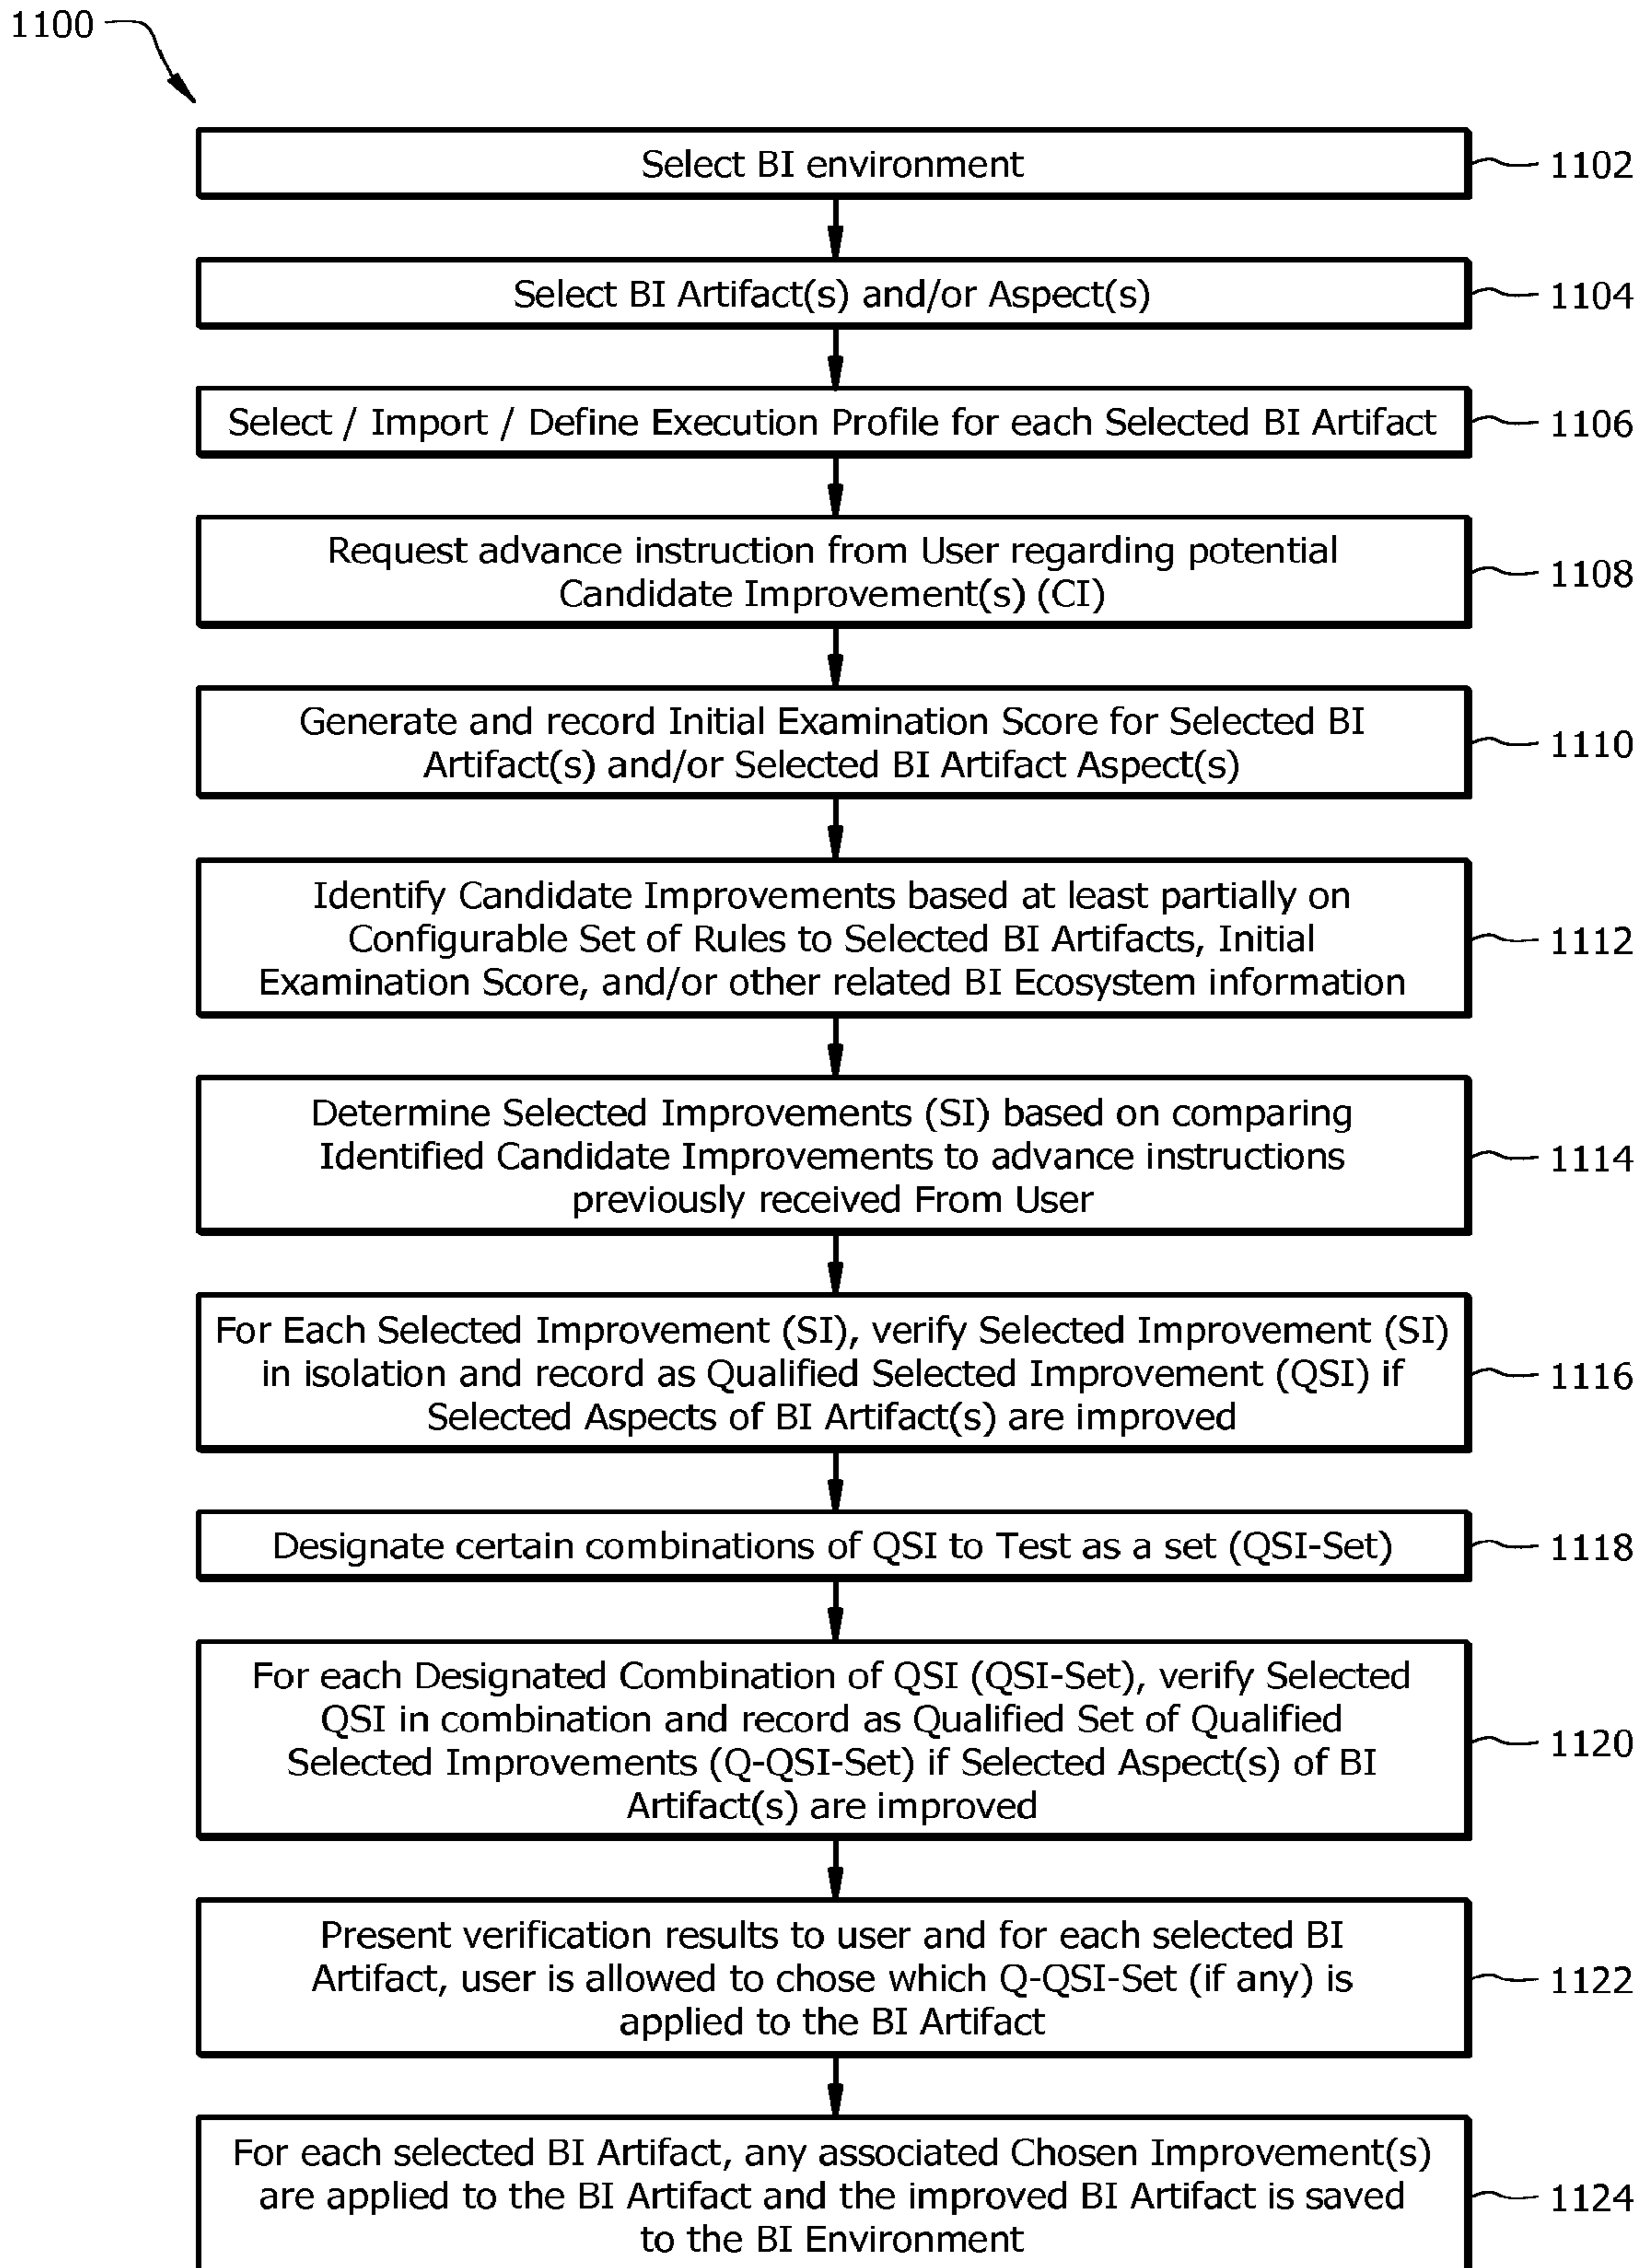 1100
Select BI environment
1102
Select BI Artifact(s) and/or Aspect(s)
1104
Select / Import / Define Execution Profile for each Selected BI Artifact
1106
Request advance instruction from User regarding potential
Candidate Improvement(s) (CI)
1108
Generate and record Initial Examination Score for Selected BI
Artifact(s) and/or Selected BI Artifact Aspect(s)
1110
Identify Candidate Improvements based at least partially on
Configurable Set of Rules to Selected BI Artifacts, Initial
Examination Score, and/or other related BI Ecosystem information
1112
Determine Selected Improvements (SI) based on comparing
Identified Candidate Improvements to advance instructions
previously received From User
1114
For Each Selected Improvement (SI), verify Selected Improvement (SI)
in isolation and record as Qualified Selected Improvement (QSI) if
Selected Aspects of BI Artifact(s) are improved
1116
Designate certain combinations of QSI to Test as a set (QSI-Set)
1118
For each Designated Combination of QSI (QSI-Set), verify Selected
QSI in combination and record as Qualified Set of Qualified
Selected Improvements (Q-QSI-Set) if Selected Aspect(s) of BI
Artifact(s) are improved
1120
Present verification results to user and for each selected BI
Artifact, user is allowed to chose which Q-QSI-Set (if any) is
applied to the BI Artifact
1122
For each selected BI Artifact, any associated Chosen Improvement(s)
are applied to the BI Artifact and the improved BI Artifact is saved
to the BI Environment
1124